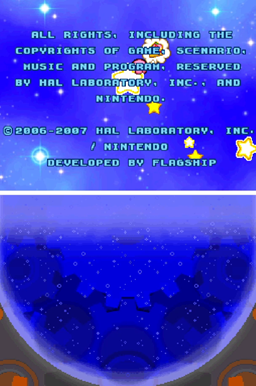 ALL RIGHTS, INCLUDING THE
COPYRIGHTS OF GAME, SCENARIO,
MUSIC AND PROGRAM, RESERVED
BY HAL LABORATORY, INC., AND
NINTENDO.
©2006-2007 HAL LABORATORY, INC.
/ NINTENDO
DEVELOPED BY FLAGSHIP